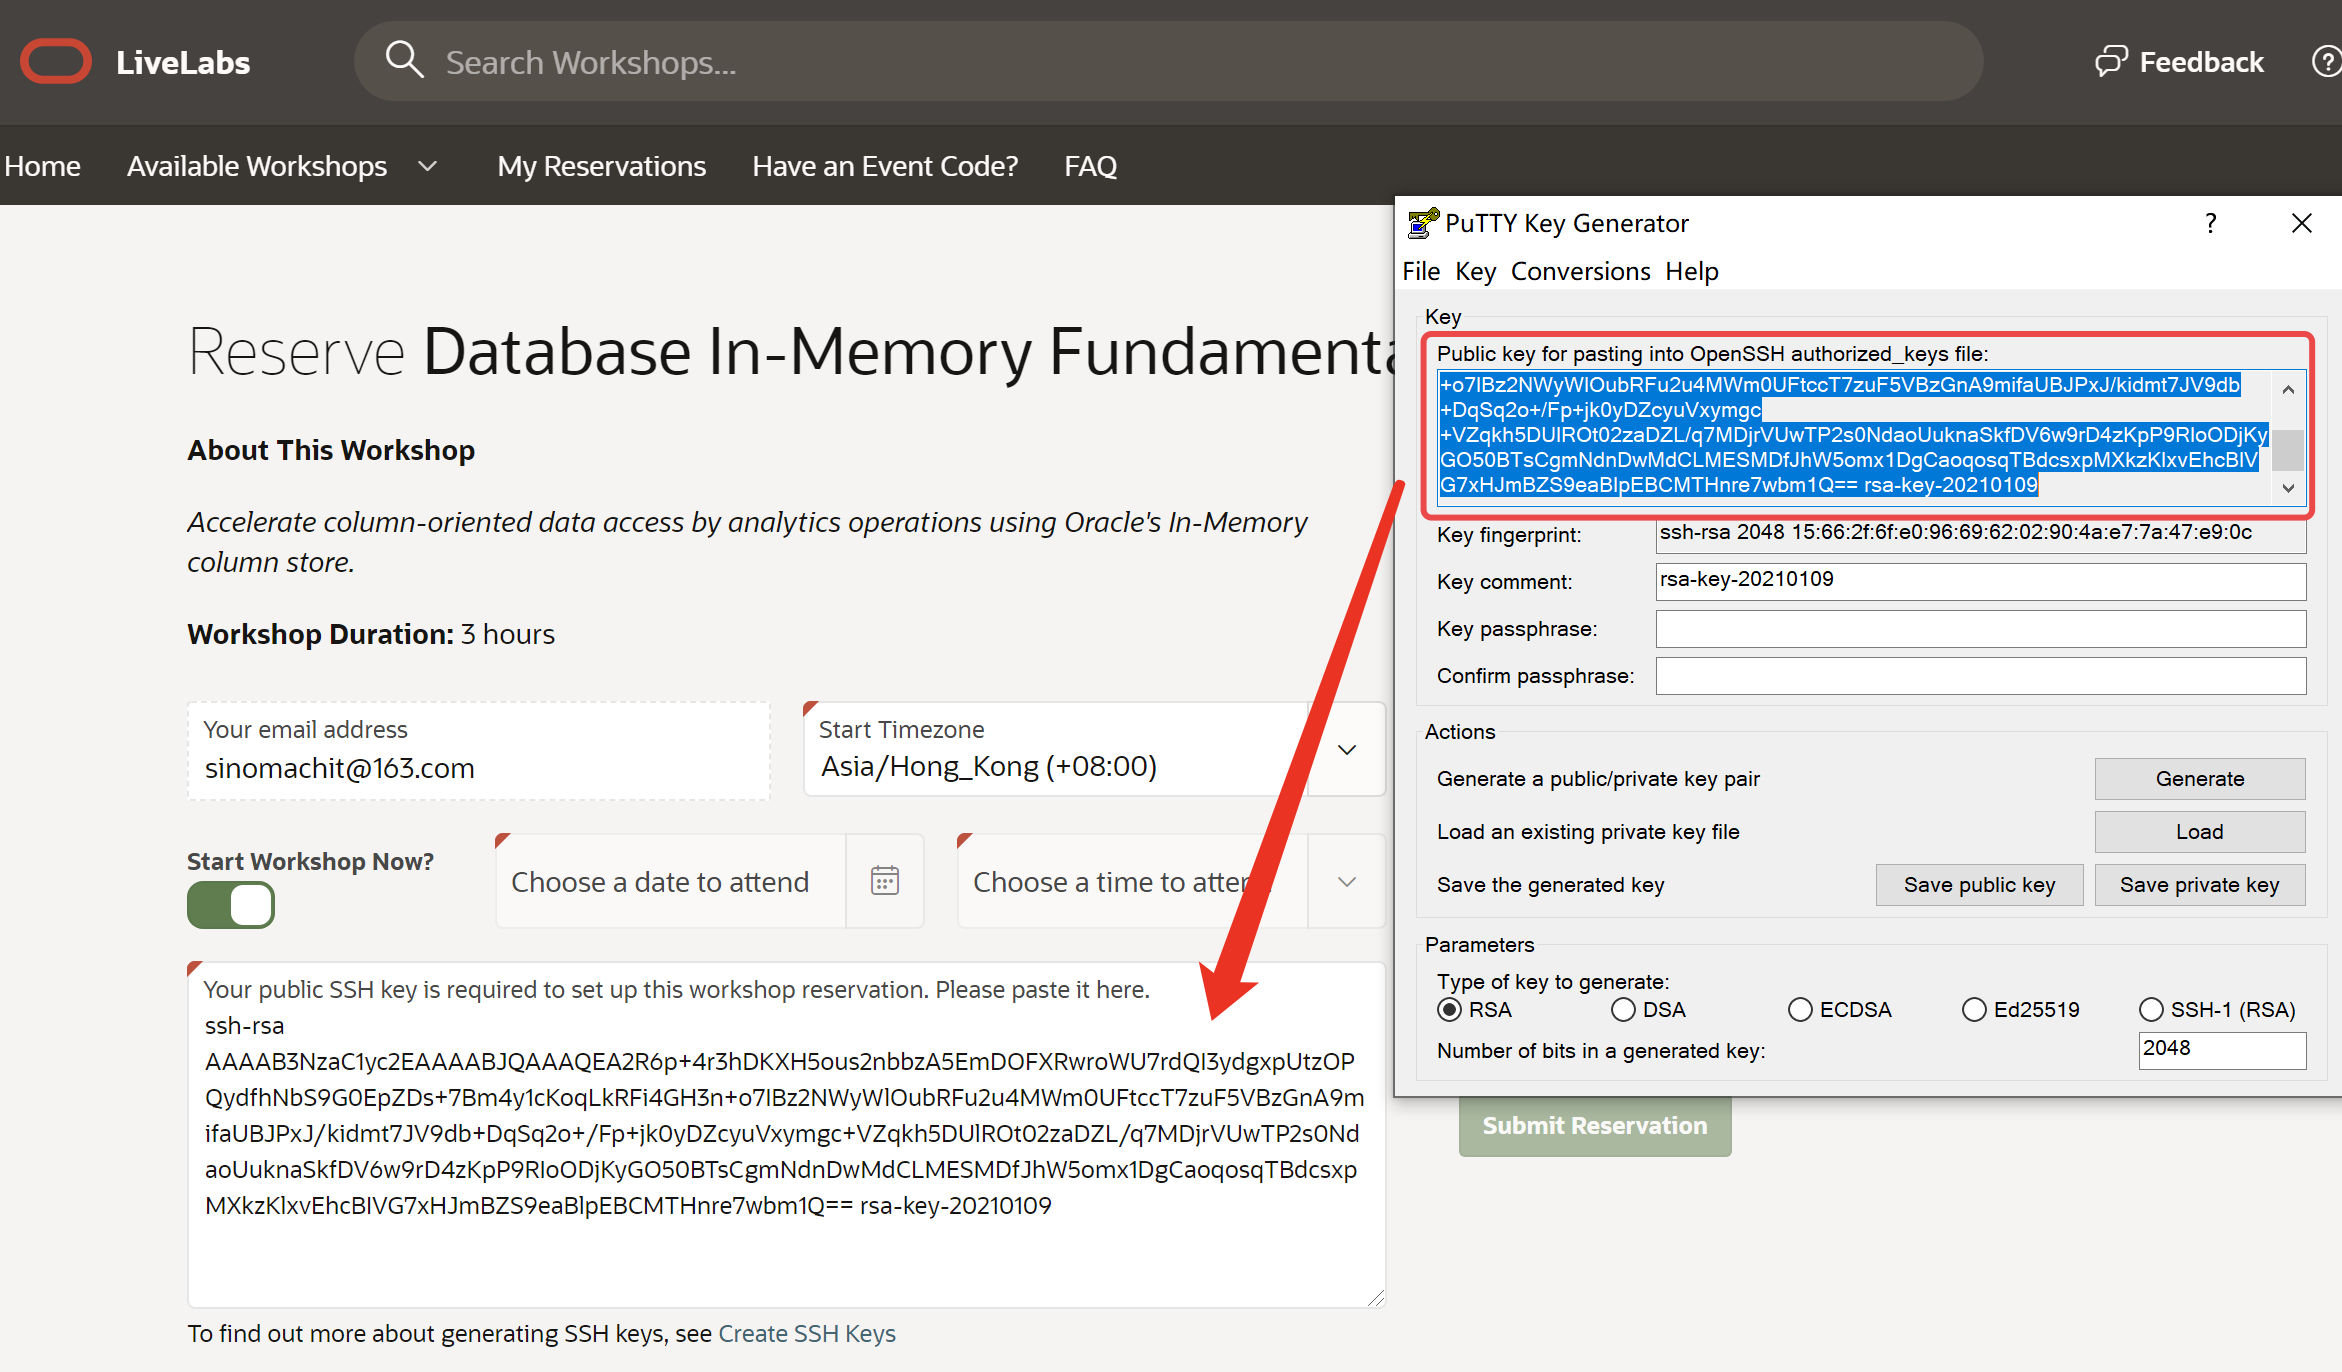 LiveLabs
Search Workshops...
Feedback
?
Home
Available Workshops
My Reservations
Have an Event Code?
FAQ
Reserve Database In-Memory Fundamenta
About This Workshop
Accelerate column-oriented data access by analytics operations using Oracle's In-Memory
column store.
Workshop Duration: 3 hours
Your email address
sinomachit@163.com
Start Timezone
Asia/Hong_Kong (+08:00)
Start Workshop Now?
Choose a date to attend
Choose a time to atten
Your public SSH key is required to set up this workshop reservation. Please paste it here.
ssh-rsa
AAAAB3NzaC1yc2EAAAABJQAAAQEA2R6p+4r3hDKXH5ous2nbbzA5EmDOFXRwroWU7rdQI3ydgxpUtzOP
QydfhNbS9G0EpZDs+7Bm4y1cKoqLkRFi4GH3n+o7IBz2NWyWlOubRFu2u4MWm0UFtccT7zuF5VBzGnA9m
ifaUBJPxJ/kidmt7JV9db+DqSq2o+/Fp+jk0yDZcyuVxymgc+VZqkh5DUlROt02zaDZL/q7MDjrVUwTP2s0Nd
aoUuknaSkfDV6w9rD4zKpP9RIoODjKyGO50BTsCgmNdnDwMdCLMESMDfJhW5omx1DgCaoqosqTBdcsxp
MXkzKlxvEhcBIVG7xHJmBZS9eaBlpEBCMTHnre7wbm1Q== rsa-key-20210109
To find out more about generating SSH keys, see Create SSH Keys
Submit Reservation
PuTTY Key Generator
?
File Key Conversions Help
Key
Public key for pasting into OpenSSH authorized_keys file:
+o7IBz2NWyWlOubRFu2u4MWm0UFtccT7zuF5VBzGnA9mifaUBJPxJ/kidmt7JV9db
+DqSq2o+/Fp+jk0yDZcyuVxymgc
+VZqkh5DUlROt02zaDZL/q7MDjrVUwTP2s0NdaoUuknaSkfDV6w9rD4zKpP9RIoODjKy
GO50BTsCgmNdnDwMdCLMESMDfJhW5omx1DgCaoqosqTBdcsxpMXkzKlxvEhcBIV
G7xHJmBZS9eaBlpEBCMTHnre7wbm1Q== rsa-key-20210109
Key fingerprint:
ssh-rsa 2048 15:66:2f:6f:e0:96:69:62:02:90:4a:e7:7a:47:e9:0c
Key comment:
rsa-key-20210109
Key passphrase:
Confirm passphrase:
Actions
Generate a public/private key pair
Generate
Load an existing private key file
Load
Save the generated key
Save public key
Save private key
Parameters
Type of key to generate:
RSA
DSA
ECDSA
Ed25519
SSH-1 (RSA)
Number of bits in a generated key:
2048